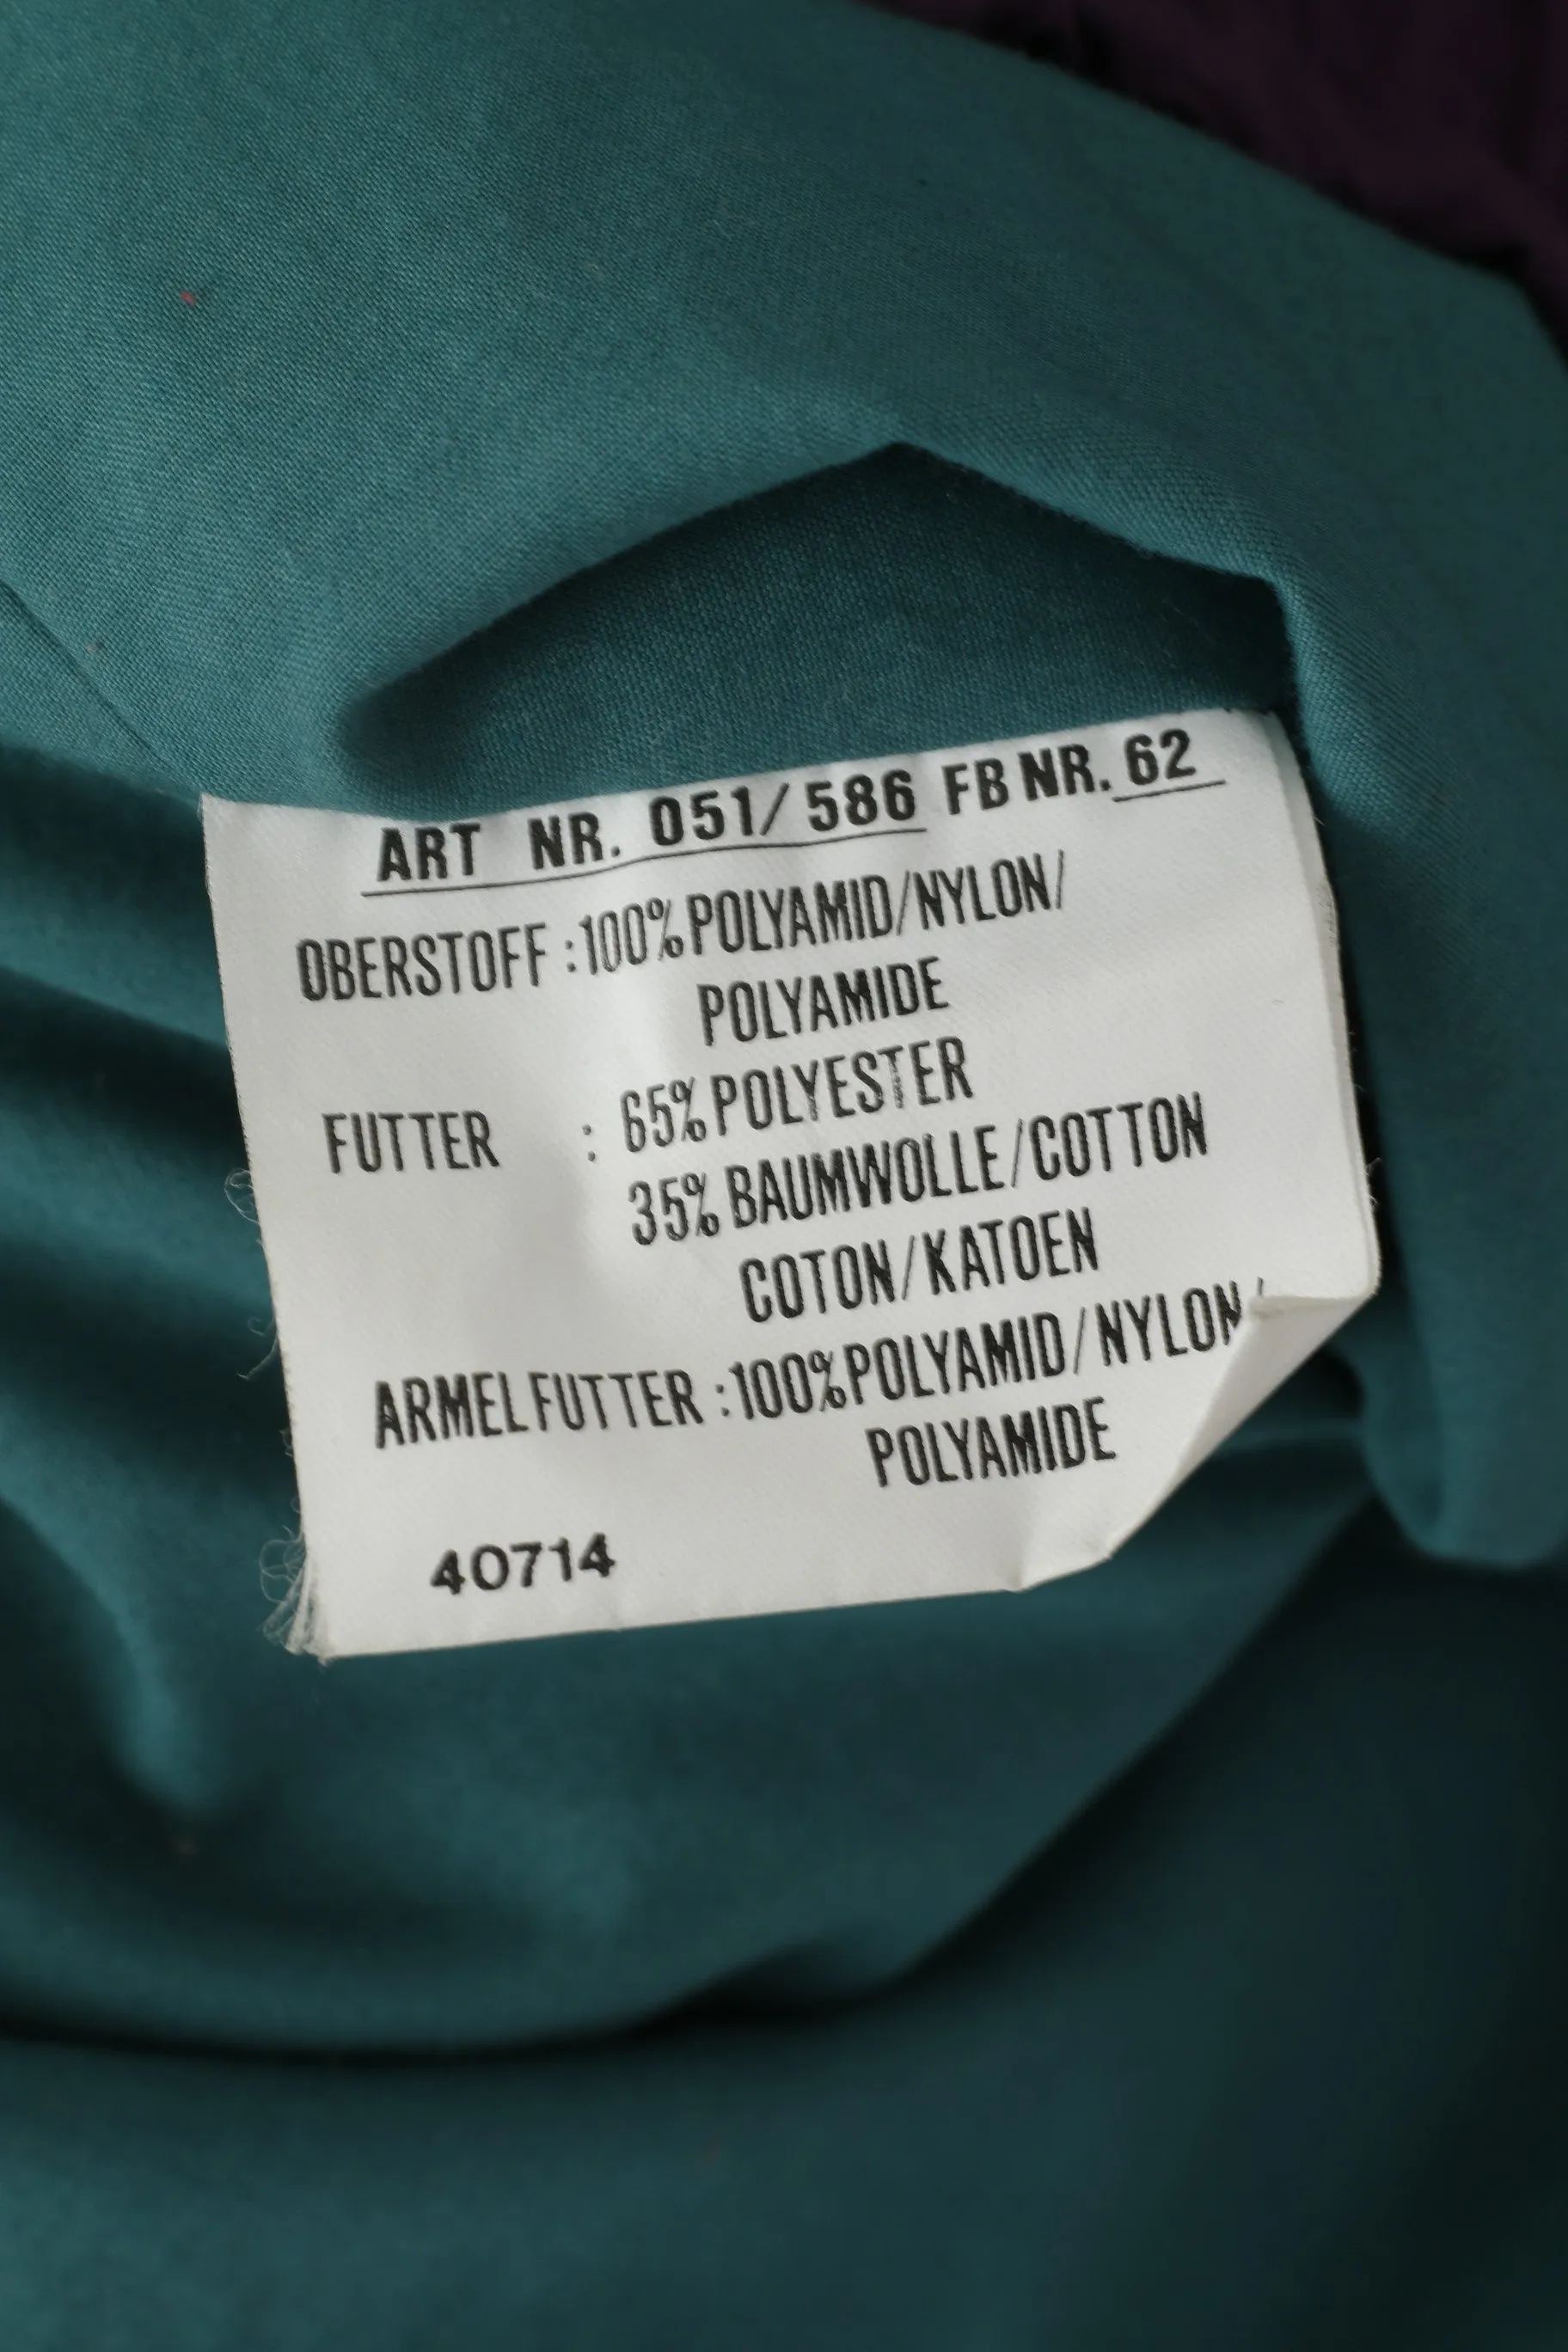 ART NR. 051/586 FB NR. 62
OBERSTOFF :100% POLYAMID/NYLON/
POLYAMIDE
FUTTER : 65% POLYESTER
35% BAUMWOLLE/COTTON
COTON/KATOEN
ARMELFUTTER :100% POLYAMID/NYLON/
POLYAMIDE
40714